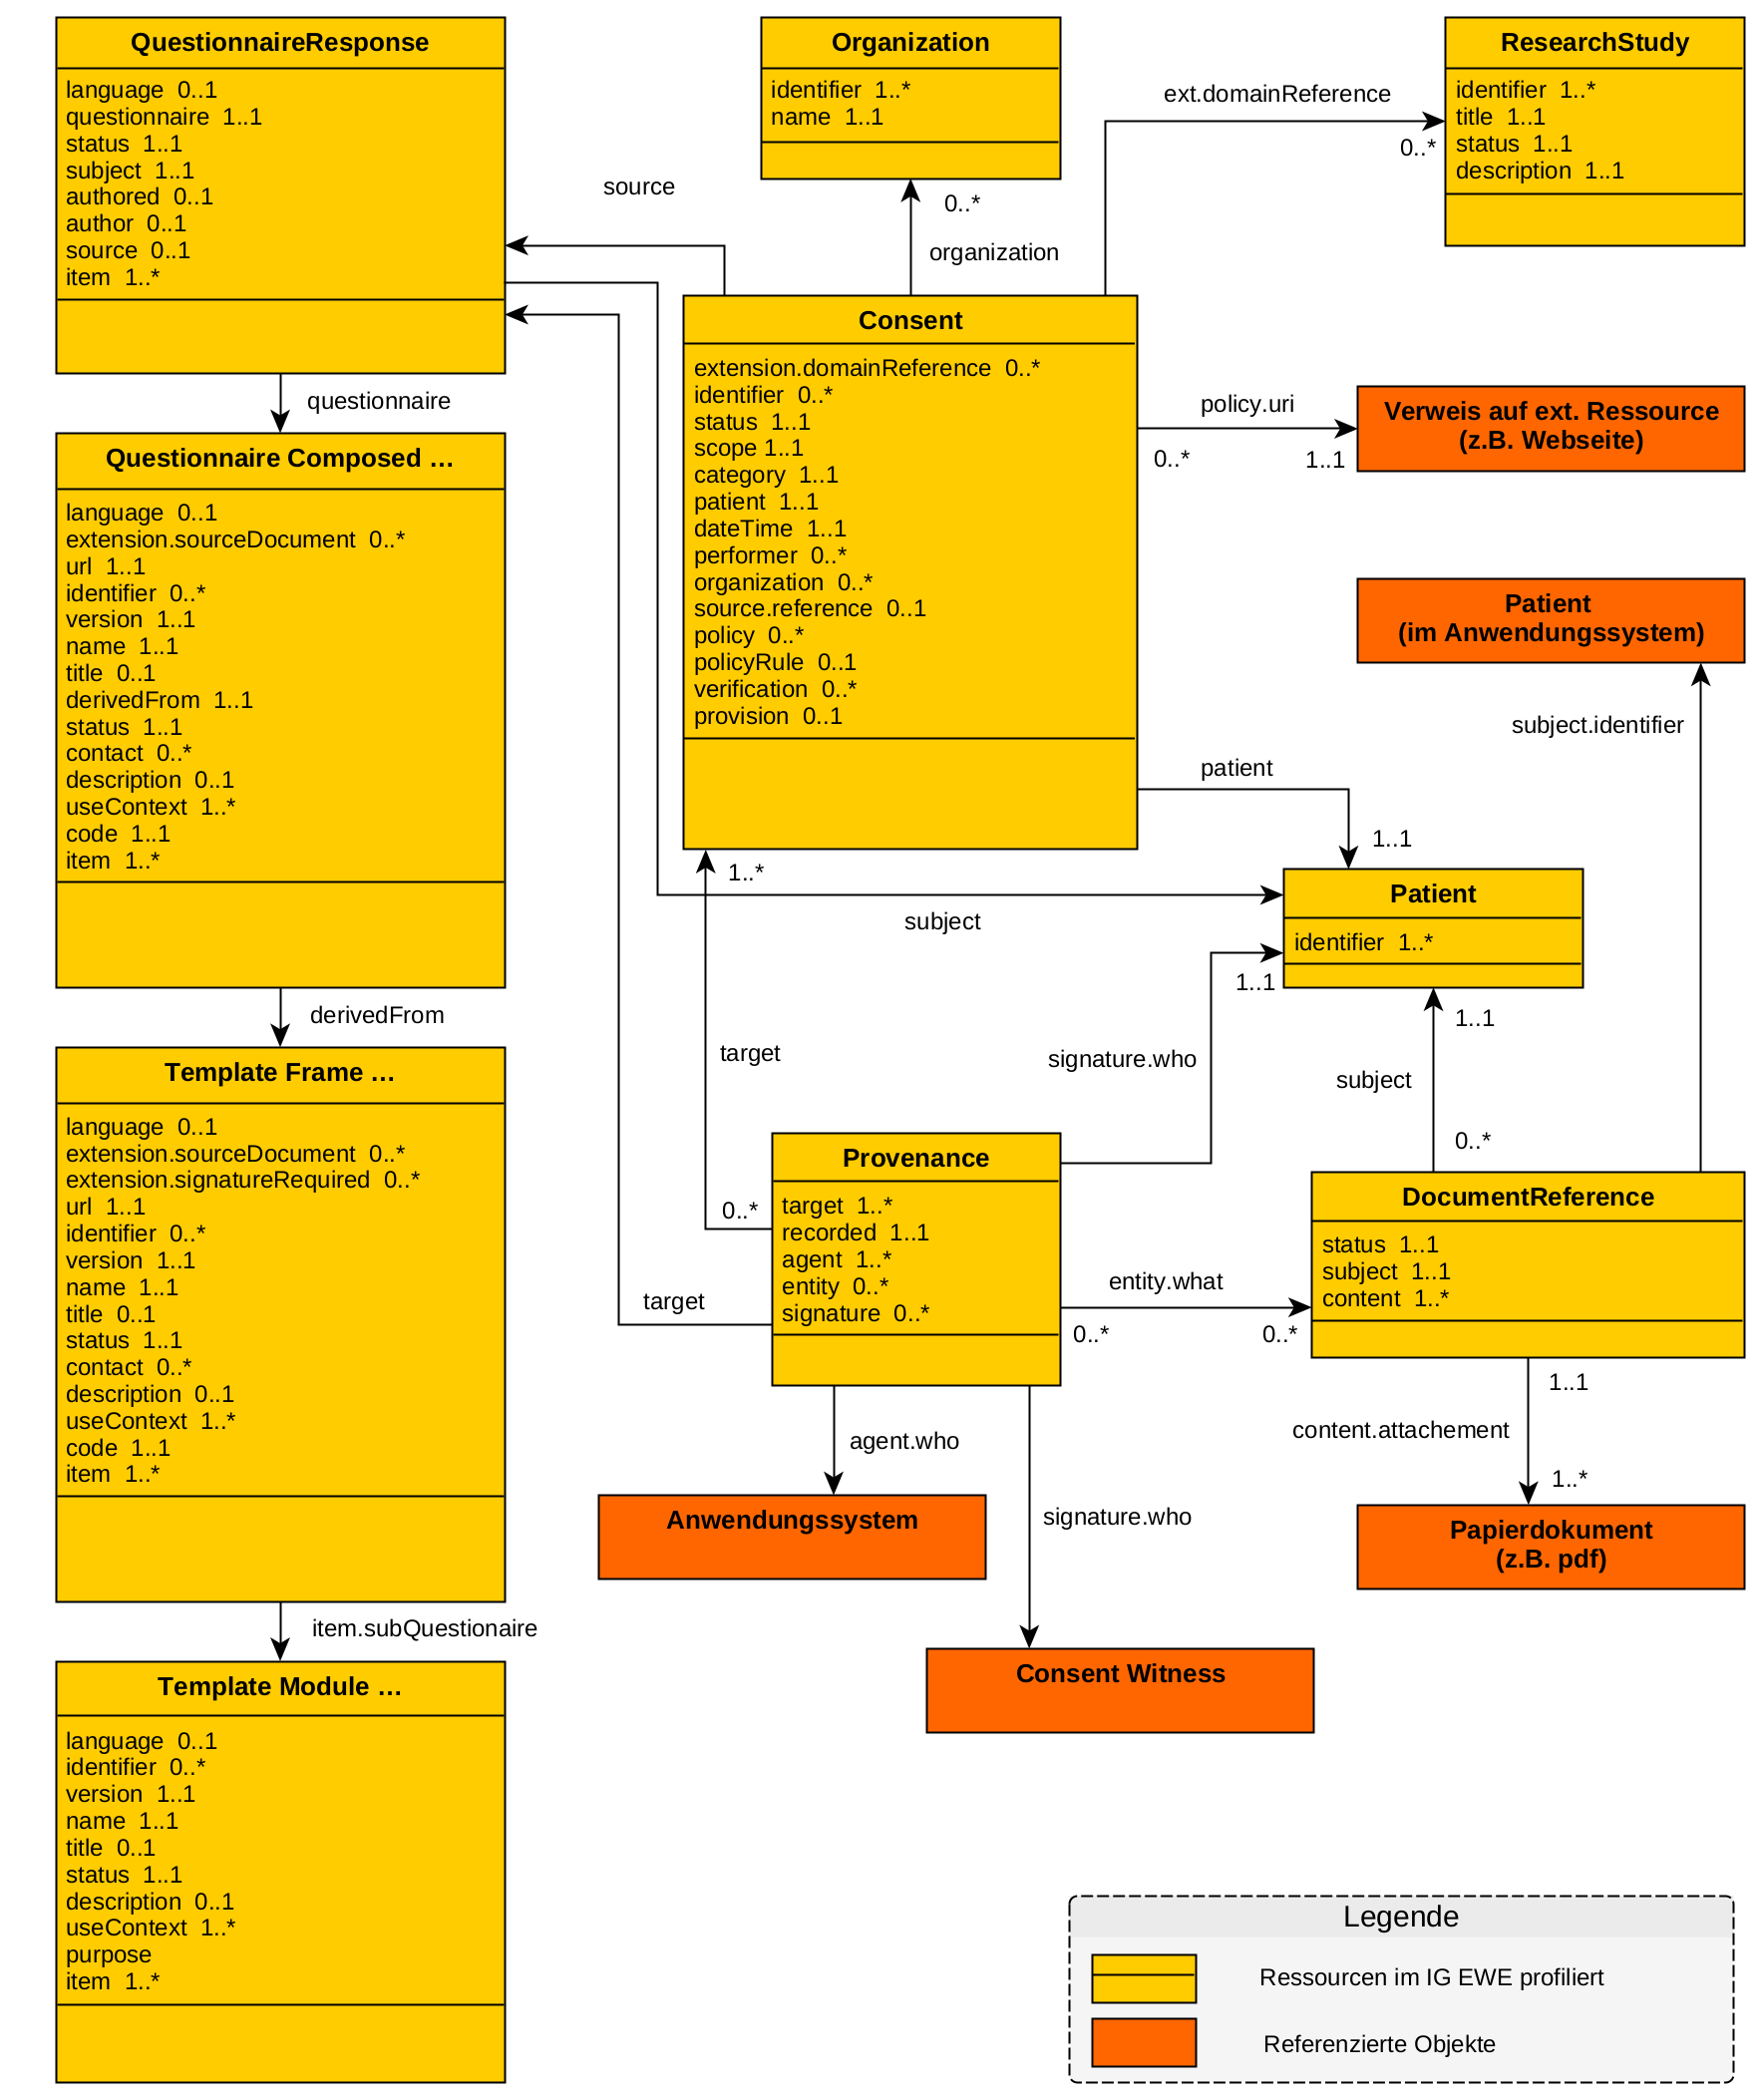 QuestionnaireResponse
language 0..1
questionnaire 1..1
status 1..1
subject 1..1
authored 0..1
author 0..1
source 0..1
item 1..*
questionnaire
Questionnaire Composed ...
language 0..1
extension.sourceDocument 0..*
url 1..1
identifier 0..*
version 1..1
name 1..1
title 0..1
derivedFrom 1..1
status 1..1
contact 0..*
description 0..1
useContext 1..*
code 1..1
item 1..*
derivedFrom
Template Frame ...
language 0..1
extension.sourceDocument 0..*
extension.signatureRequired 0..*
url 1..1
identifier 0..*
version 1..1
name 1..1
title 0..1
status 1..1
contact 0..*
description 0..1
useContext 1..*
code 1..1
item 1..*
item.subQuestionaire
Template Module ...
language 0..1
identifier 0..*
version 1..1
name 1..1
title 0..1
status 1..1
description 0..1
useContext 1..*
purpose
item 1..*
source
Organization
identifier 1..*
name 1..1
0..*
organization
ext.domainReference
0..*
ResearchStudy
identifier 1..*
title 1..1
status 1..1
description 1..1
Consent
extension.domainReference 0..*
identifier 0..*
status 1..1
scope 1..1
category 1..1
patient 1..1
dateTime 1..1
performer 0..*
organization 0..*
source.reference 0..1
policy 0..*
policyRule 0..1
verification 0..*
provision 0..1
policy.uri
0..*
1..1
Verweis auf ext. Ressource
(z.B. Webseite)
Patient
(im Anwendungssystem)
subject.identifier
patient
1..1
1..*
subject
Patient
identifier 1..*
1..1
1..1
target
signature.who
subject
0..*
Provenance
target 1..*
recorded 1..1
agent 1..*
entity 0..*
signature 0..*
0..*
target
entity.what
0..*
0..*
DocumentReference
status 1..1
subject 1..1
content 1..*
1..1
content.attachement
1..*
agent.who
Anwendungssystem
signature.who
Papierdokument
(z.B. pdf)
Consent Witness
Legende
Ressourcen im IG EWE profiliert
Referenzierte Objekte